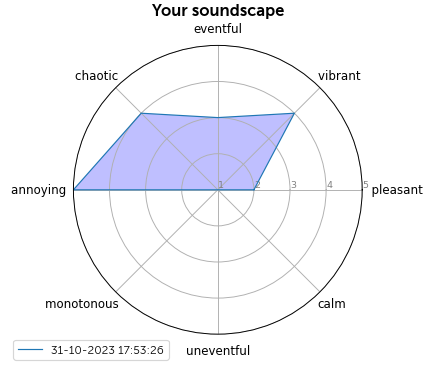 Your soundscape
eventful
chaotic
vibrant
annoying
1
2
3
4
5
pleasant
monotonous
calm
uneventful
31-10-2023 17:53:26